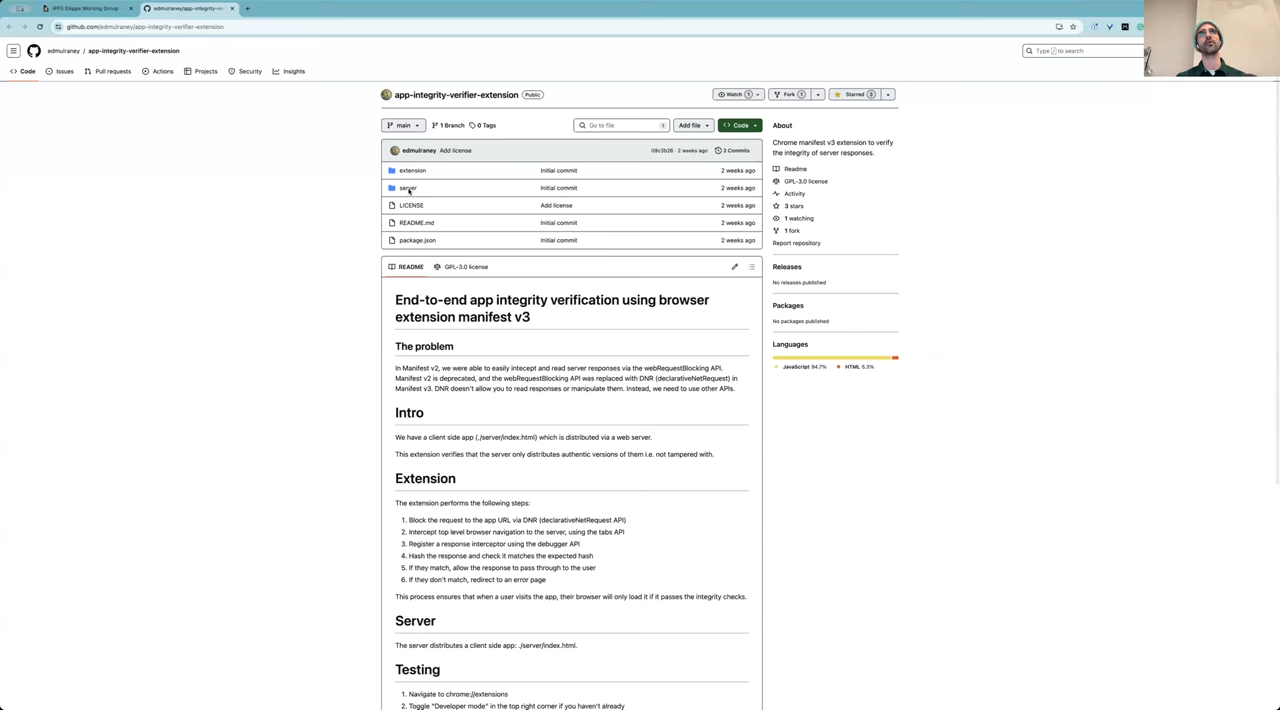 IPFS DApps Working Group
edmulraney/app-integrity-ve
github.com/edmulraney/app-integrity-verifier-extension
edmulraney / app-integrity-verifier-extension
Type / to search
Code
Issues
Pull requests
Actions
Projects
Security
Insights
app-integrity-verifier-extension Public
Watch 1
Fork 1
Starred 3
main
1 Branch
0 Tags
Go to file
Add file
Code
edmulraney Add license
09c3b26 · 2 weeks ago
2 Commits
extension Initial commit 2 weeks ago
server Initial commit 2 weeks ago
LICENSE Add license 2 weeks ago
README.md Initial commit 2 weeks ago
package.json Initial commit 2 weeks ago
README
GPL-3.0 license
End-to-end app integrity verification using browser
extension manifest v3
The problem
In Manifest v2, we were able to easily intecept and read server responses via the webRequestBlocking API.
Manifest v2 is deprecated, and the webRequestBlocking API was replaced with DNR (declarativeNetRequest) in
Manifest v3. DNR doesn't allow you to read responses or manipulate them. Instead, we need to use other APIs.
Intro
We have a client side app (./server/index.html) which is distributed via a web server.
This extension verifies that the server only distributes authentic versions of them i.e. not tampered with.
Extension
The extension performs the following steps:
1. Block the request to the app URL via DNR (declarativeNetRequest API)
2. Intercept top level browser navigation to the server, using the tabs API
3. Register a response interceptor using the debugger API
4. Hash the response and check it matches the expected hash
5. If they match, allow the response to pass through to the user
6. If they don't match, redirect to an error page
This process ensures that when a user visits the app, their browser will only load it if it passes the integrity checks.
Server
The server distributes a client side app: ./server/index.html.
Testing
1. Navigate to chrome://extensions
2. Toggle "Developer mode" in the top right corner if you haven't already
About
Chrome manifest v3 extension to verify
the integrity of server responses.
Readme
GPL-3.0 license
Activity
3 stars
1 watching
1 fork
Report repository
Releases
No releases published
Packages
No packages published
Languages
JavaScript 94.7%
HTML 5.3%